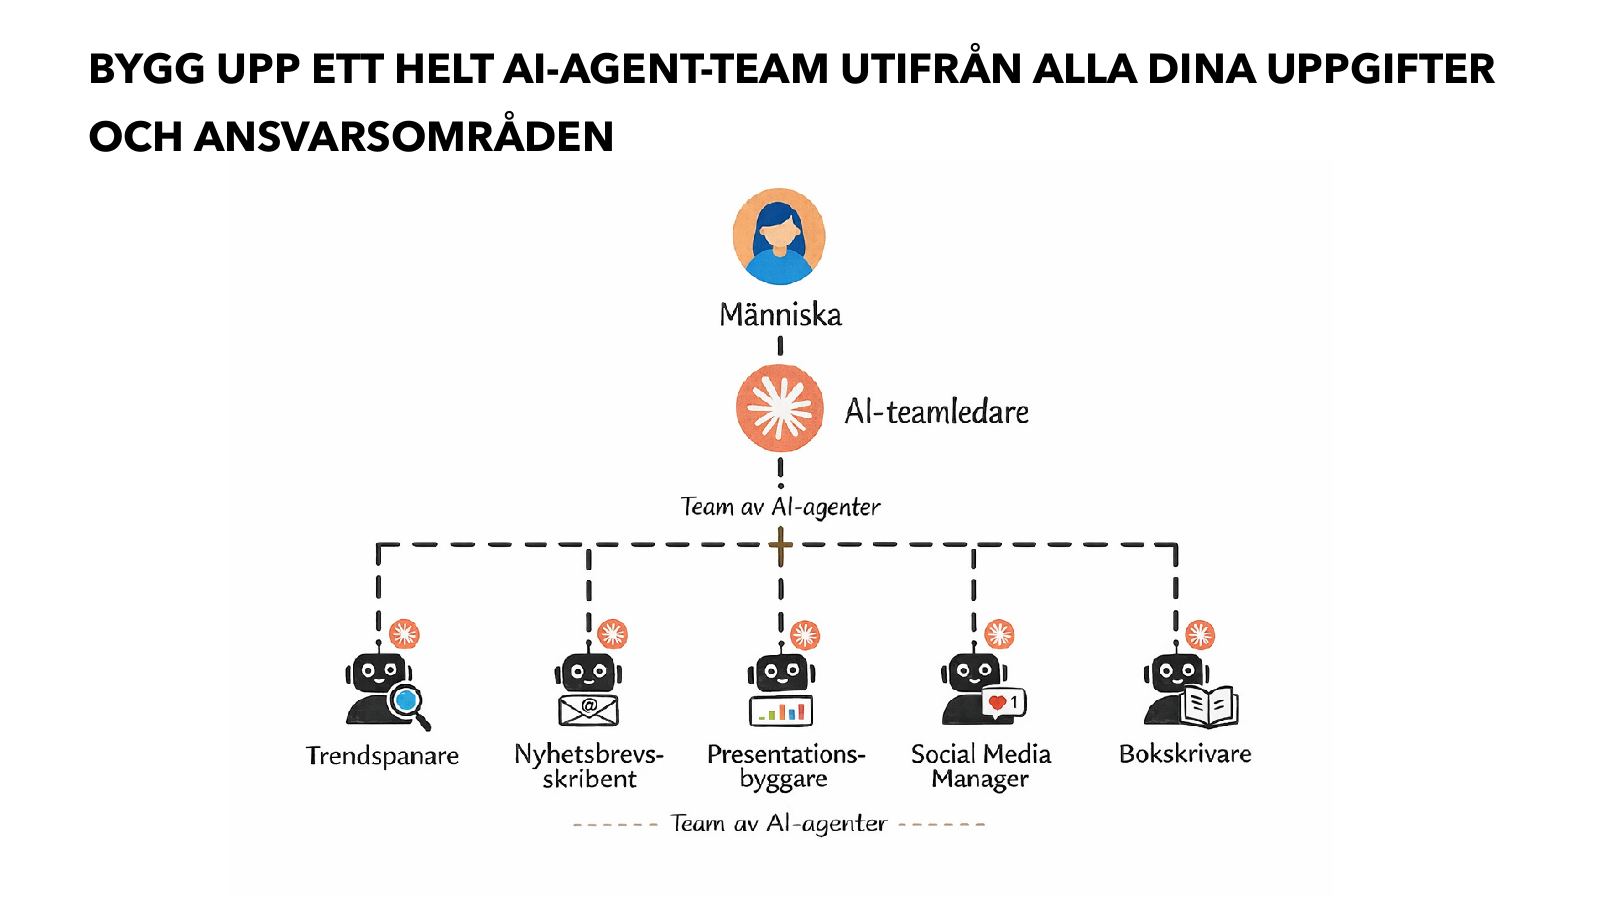 BYGG UPP ETT HELT AI-AGENT-TEAM UTIFRÅN ALLA DINA UPPGIFTER
OCH ANSVARSOMRÅDEN
Människa
AI-teamledare
Team av AI-agenter
@
1
Trendspanare
Nyhetsbrevs-
skribent
Presentations-
byggare
Social Media
Manager
Bokskrivare
Team av AI-agenter